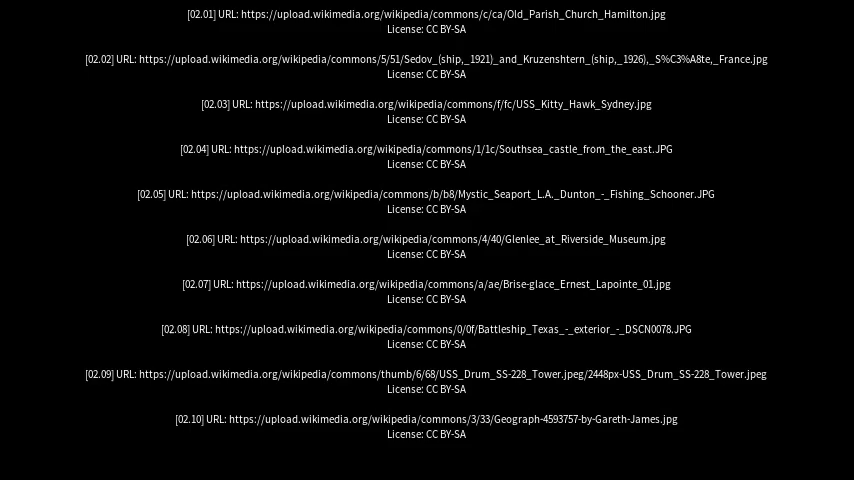 [02.01] URL: https://upload.wikimedia.org/wikipedia/commons/c/ca/Old_Parish_Church_Hamilton.jpg
License: CC BY-SA
[02.02] URL: https://upload.wikimedia.org/wikipedia/commons/5/51/Sedov_(ship,_1921)_and_Kruzenshtern_(ship,_1926),_S%C3%A8te,_France.jpg
License: CC BY-SA
[02.03] URL: https://upload.wikimedia.org/wikipedia/commons/f/fc/USS_Kitty_Hawk_Sydney.jpg
License: CC BY-SA
[02.04] URL: https://upload.wikimedia.org/wikipedia/commons/1/1c/Southsea_castle_from_the_east.JPG
License: CC BY-SA
[02.05] URL: https://upload.wikimedia.org/wikipedia/commons/b/b8/Mystic_Seaport_L.A._Dunton_-_Fishing_Schooner.JPG
License: CC BY-SA
[02.06] URL: https://upload.wikimedia.org/wikipedia/commons/4/40/Glenlee_at_Riverside_Museum.jpg
License: CC BY-SA
[02.07] URL: https://upload.wikimedia.org/wikipedia/commons/a/ae/Brise-glace_Ernest_Lapointe_01.jpg
License: CC BY-SA
[02.08] URL: https://upload.wikimedia.org/wikipedia/commons/0/0f/Battleship_Texas_-_exterior_-_DSCN0078.JPG
License: CC BY-SA
[02.09] URL: https://upload.wikimedia.org/wikipedia/commons/thumb/6/68/USS_Drum_SS-228_Tower.jpeg/2448px-USS_Drum_SS-228_Tower.jpeg
License: CC BY-SA
[02.10] URL: https://upload.wikimedia.org/wikipedia/commons/3/33/Geograph-4593757-by-Gareth-James.jpg
License: CC BY-SA